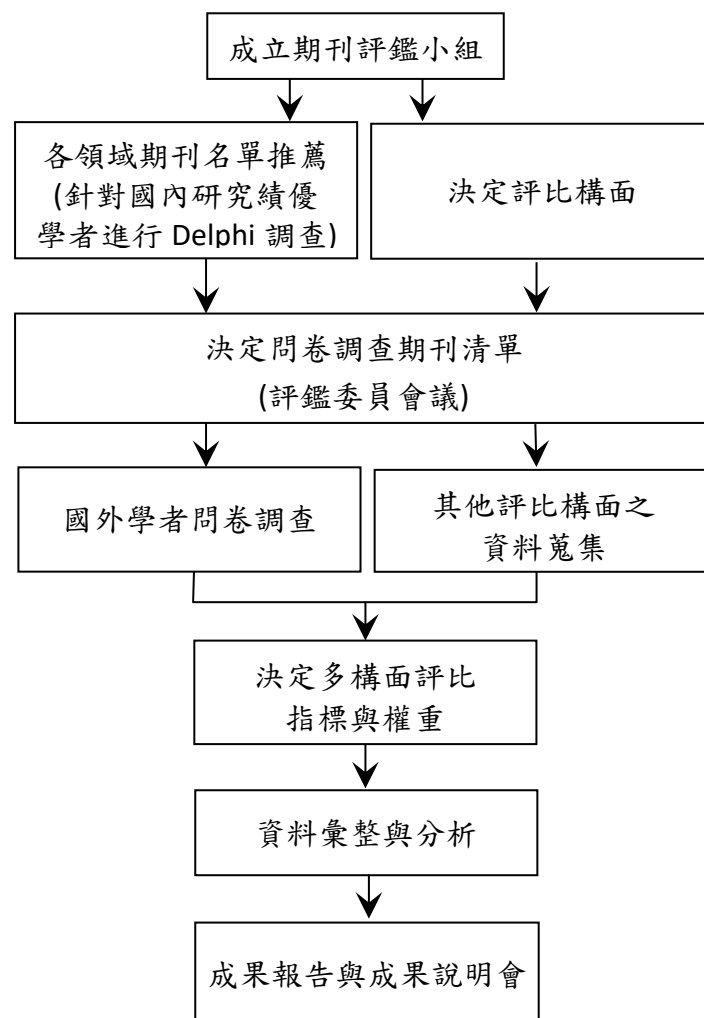 成立期刊評鑑小組
各領域期刊名單推薦
(針對國內研究績優
學者進行 Delphi 調查)
決定評比構面
決定問卷調查期刊清單
(評鑑委員會議)
國外學者問卷調查
其他評比構面之
資料蒐集
決定多構面評比
指標與權重
資料彙整與分析
成果報告與成果說明會